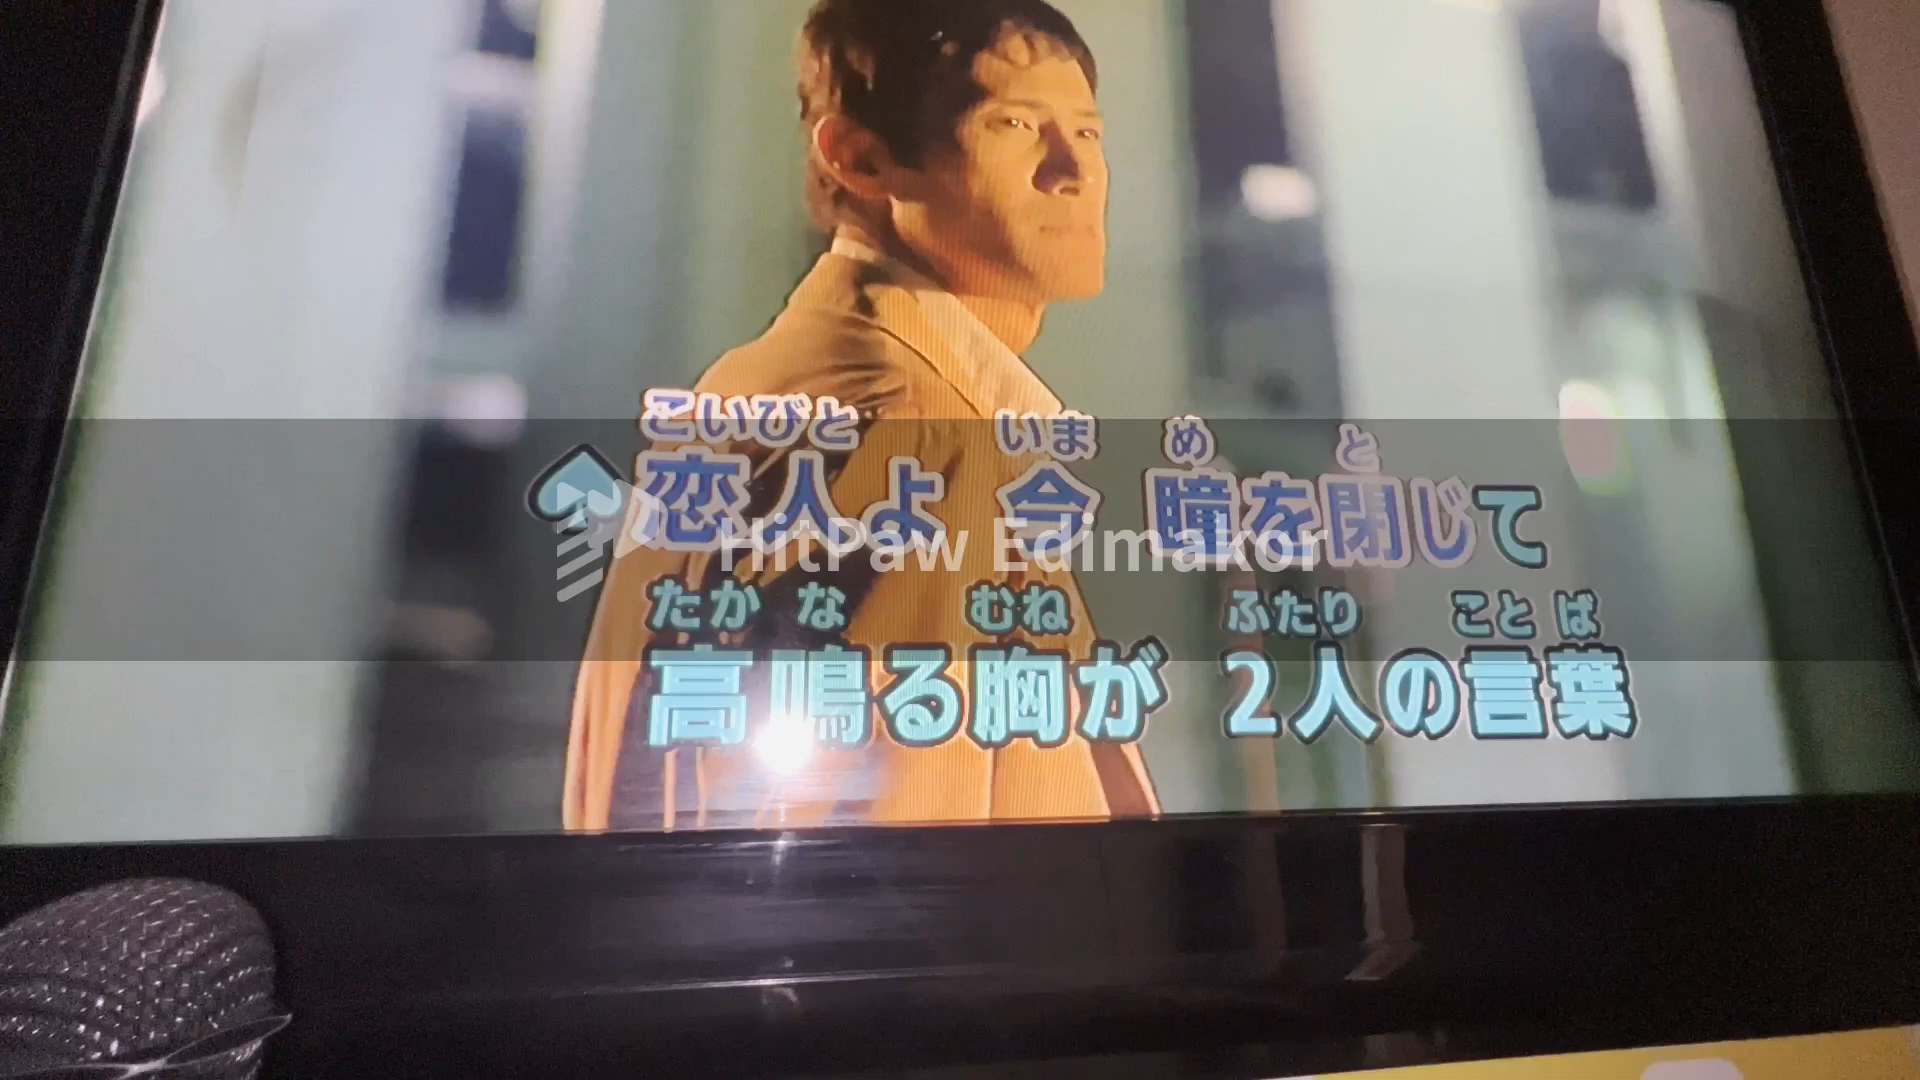 こいびと いま め と
♠恋人よ 今 瞳を閉じて
HitPaw Edimakor
たか な むね ふたり こと ば
高鳴る胸が 2人の言葉